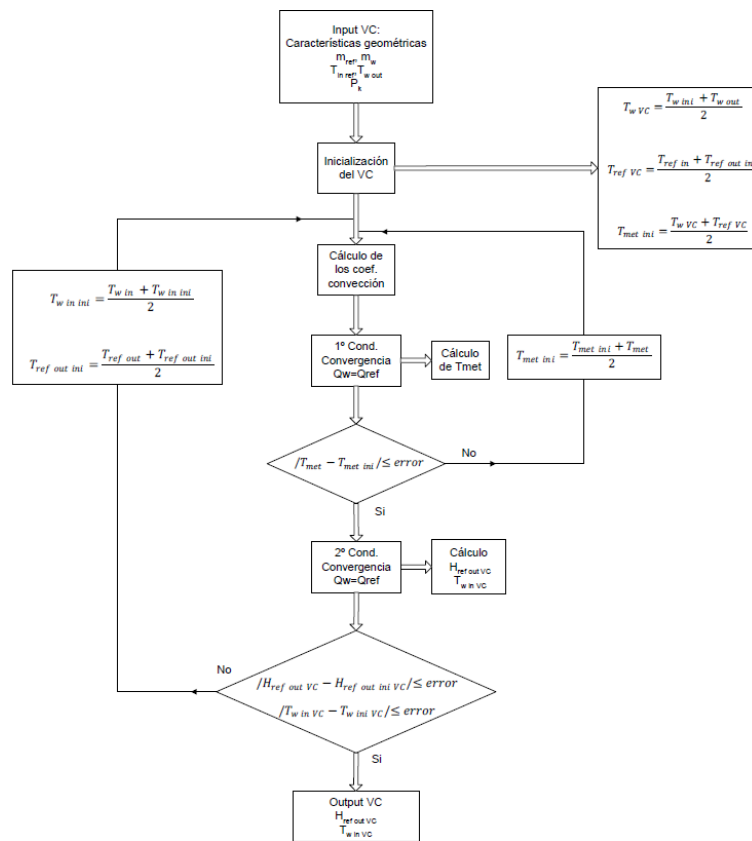 Input VC:
Características geométricas
m_ref, m_w
T_in ref, T_w out
P_k
Inicialización
del VC
T_w VC = (T_w ini + T_w out)/2
T_ref VC = (T_ref in + T_ref out in)/2
T_met ini = (T_w VC + T_ref VC)/2
Cálculo de
los coef.
convección
T_w in ini = (T_w in + T_w in ini)/2
T_ref out ini = (T_ref out + T_ref out ini)/2
1º Cond.
Convergencia
Qw=Qref
Cálculo
de Tmet
T_met ini = (T_met ini + T_met)/2
/T_met − T_met ini/≤ error
No
Si
2º Cond.
Convergencia
Qw=Qref
Cálculo
H_ref out VC
T_w in VC
No
/H_ref out VC − H_ref out ini VC/≤ error
/T_w in VC − T_w ini VC/≤ error
Si
Output VC
H_ref out VC
T_w in VC